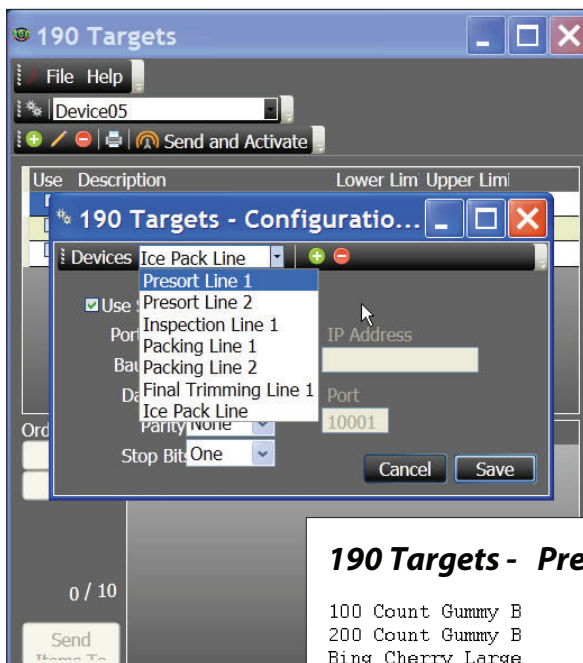 190 Targets
File Help
Device05
Send and Activate
Use Description Lower Lim Upper Limi
190 Targets - Configuratio...
Devices Ice Pack Line
Presort Line 1
Use
Presort Line 2
Inspection Line 1
Por IP Address
Packing Line 1
Bau
Packing Line 2
Da Port
Final Trimming Line 1
Ice Pack Line
Parity None 10001
Stop Bits One
Cancel Save
Ord
0 / 10
Send
Items To
190 Targets - Pre
100 Count Gummy B
200 Count Gummy B
Bing Cherry Large